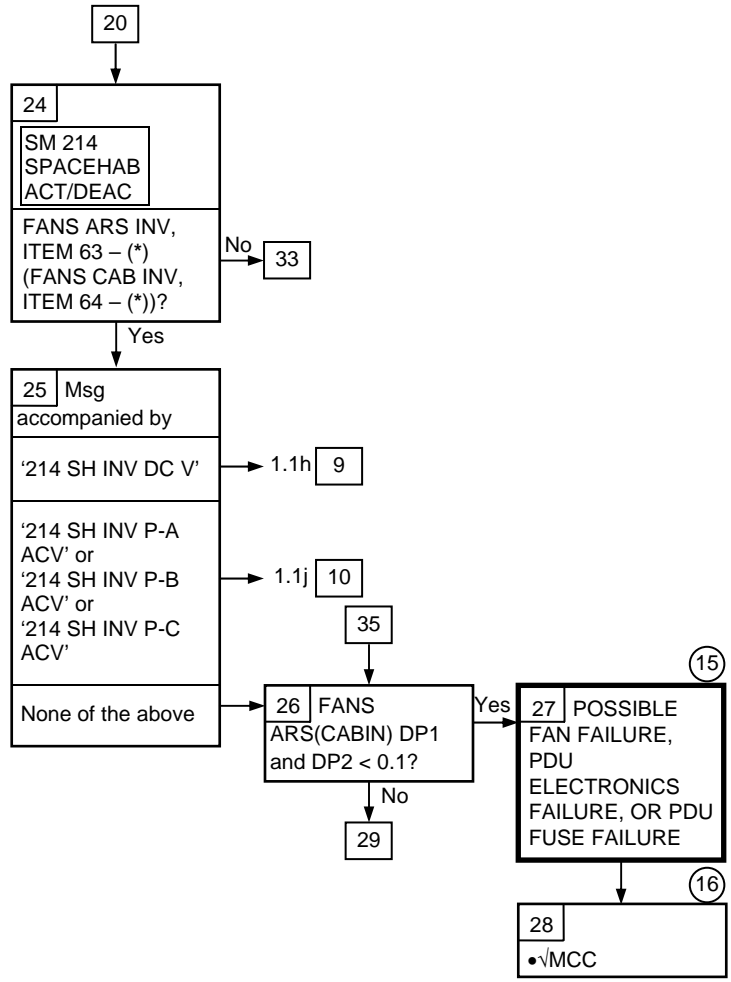 20
24
SM 214
SPACEHAB
ACT/DEAC
FANS ARS INV,
ITEM 63 – (*)
(FANS CAB INV,
ITEM 64 – (*))?
No
33
Yes
25 Msg
accompanied by
‘214 SH INV DC V’
1.1h 9
‘214 SH INV P-A
ACV’ or
‘214 SH INV P-B
ACV’ or
‘214 SH INV P-C
ACV’
1.1j 10
None of the above
35
26 FANS
ARS(CABIN) DP1
and DP2 < 0.1?
Yes
No
29
15
27 POSSIBLE
FAN FAILURE,
PDU
ELECTRONICS
FAILURE, OR PDU
FUSE FAILURE
16
28
•√MCC